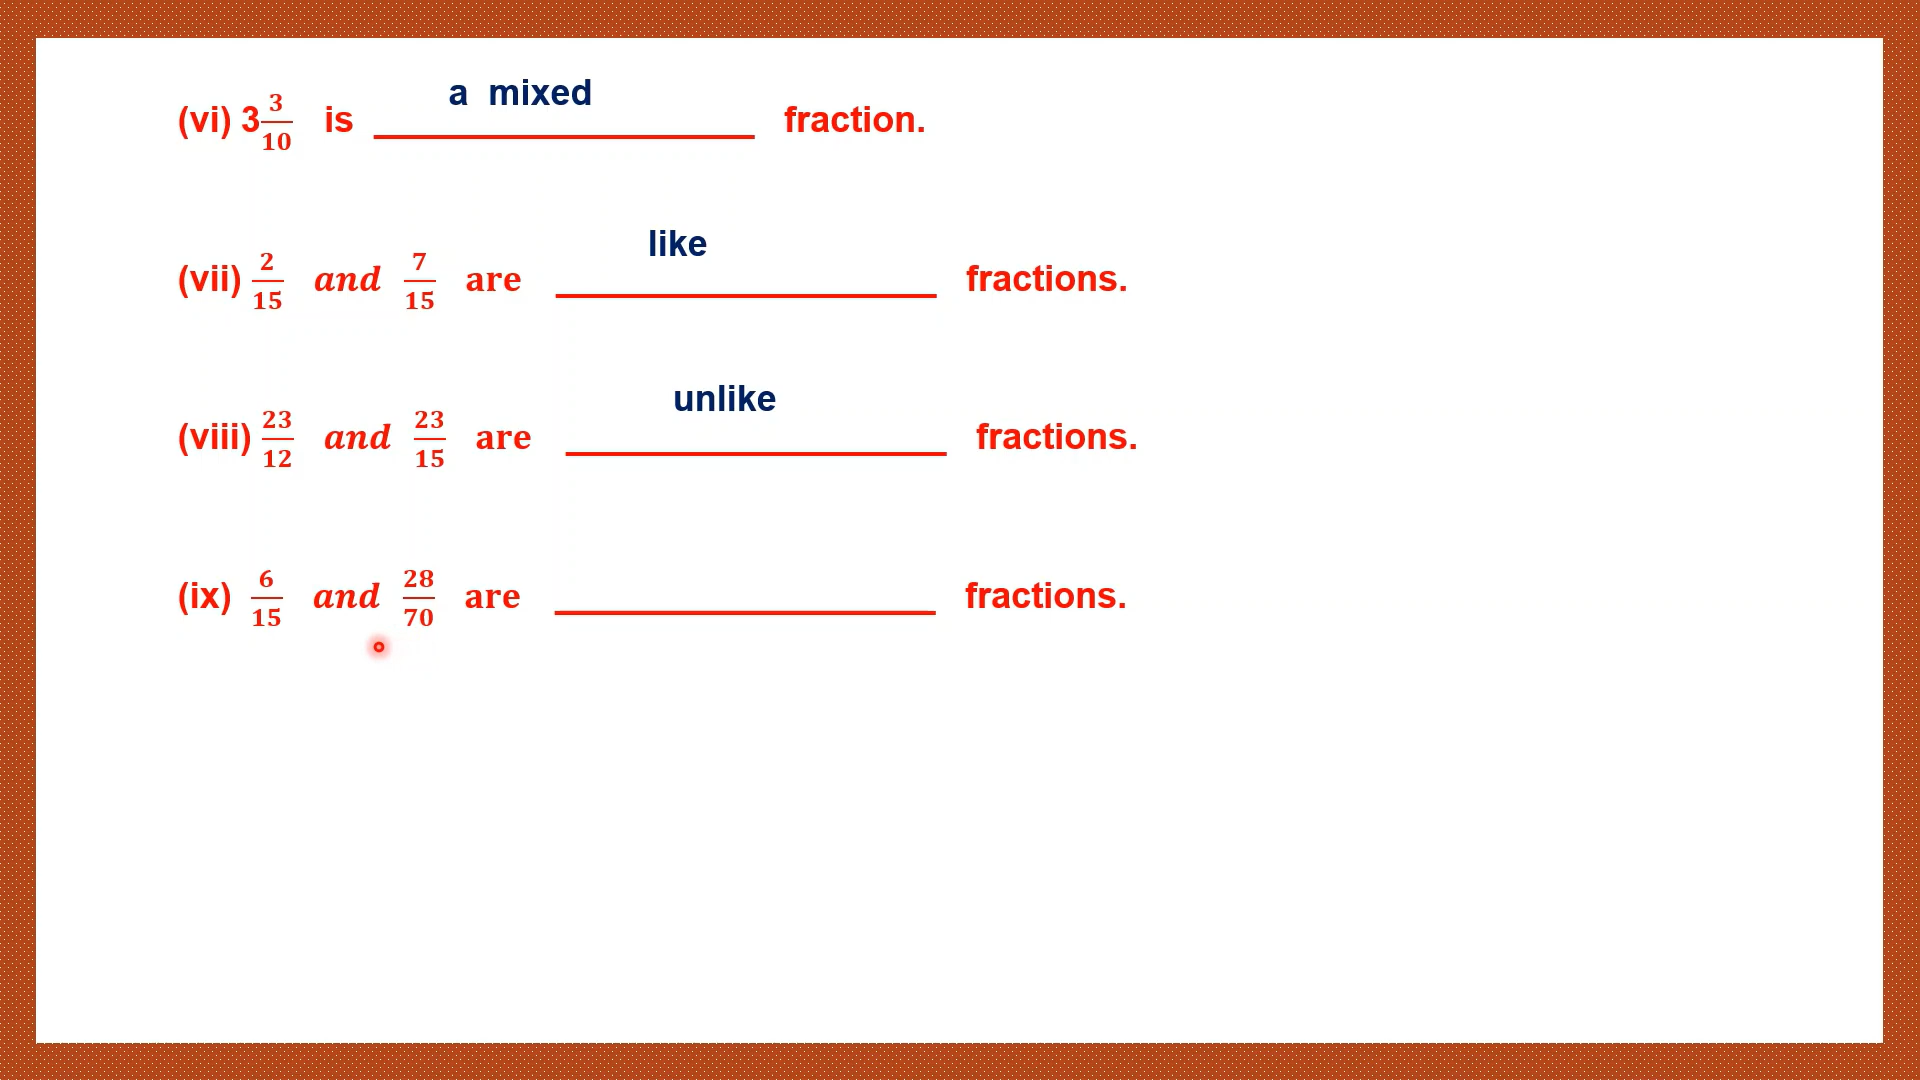 (vi) 3 3/10 is a mixed fraction.
(vii) 2/15 and 7/15 are like fractions.
(viii) 23/12 and 23/15 are unlike fractions.
(ix) 6/15 and 28/70 are ____________ fractions.